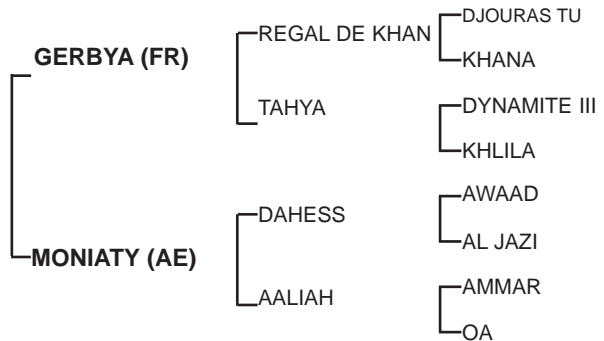 DJOURAS TU
REGAL DE KHAN
GERBYA (FR)
KHANA
TAHYA
DYNAMITE III
KHLILA
AWAAD
DAHESS
AL JAZI
MONIATY (AE)
AALIAH
AMMAR
OA